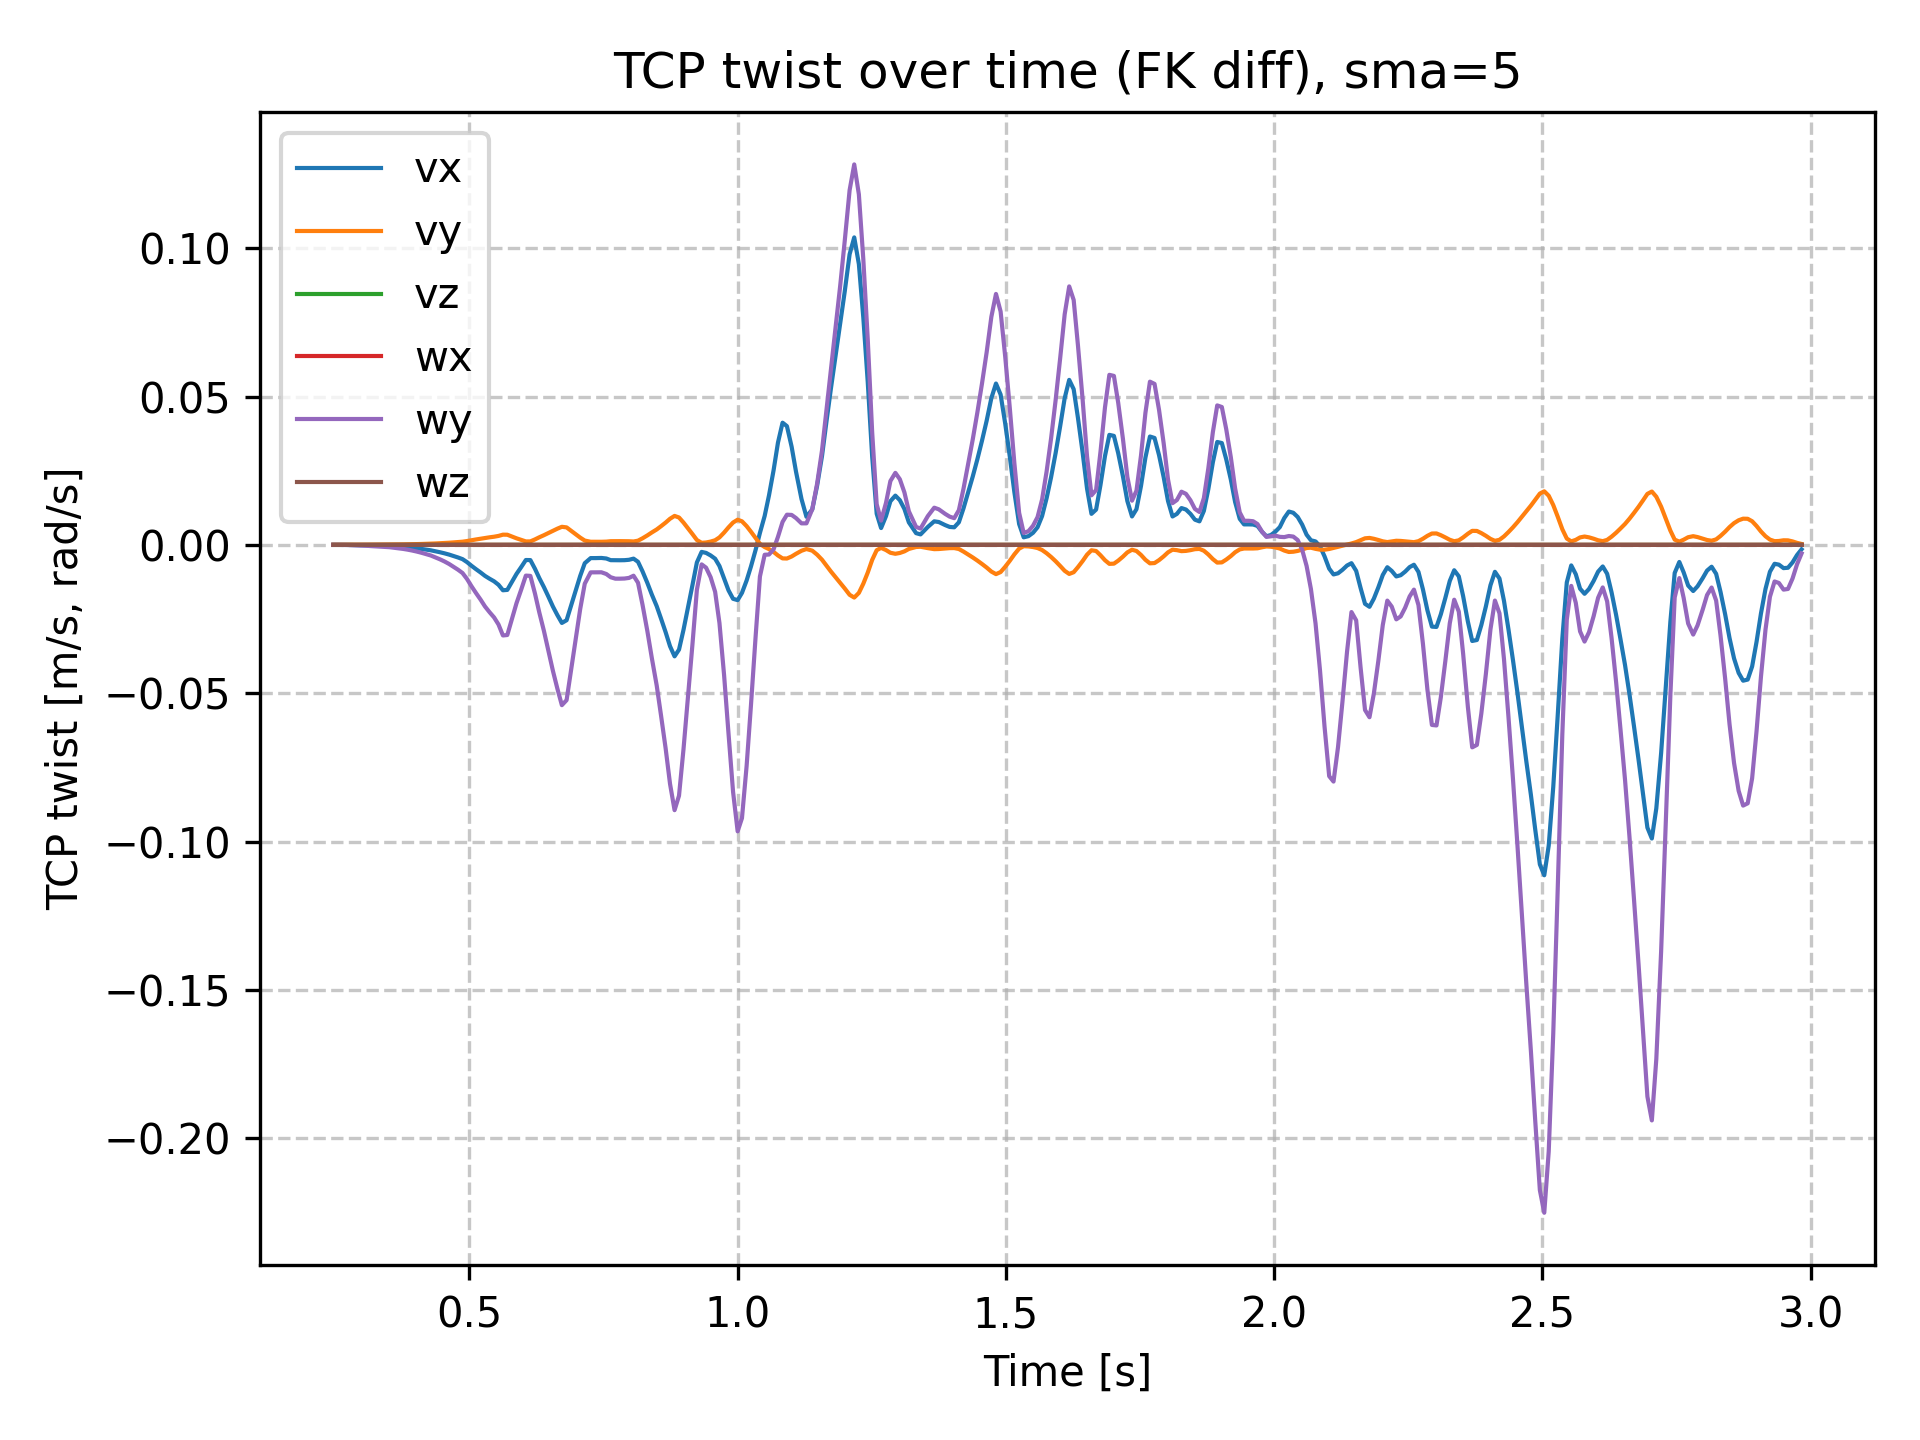 TCP twist over time (FK diff), sma=5
vx
vy
vz
wx
wy
wz
TCP twist [m/s, rad/s]
0.10
0.05
0.00
−0.05
−0.10
−0.15
−0.20
0.5 1.0 1.5 2.0 2.5 3.0
Time [s]